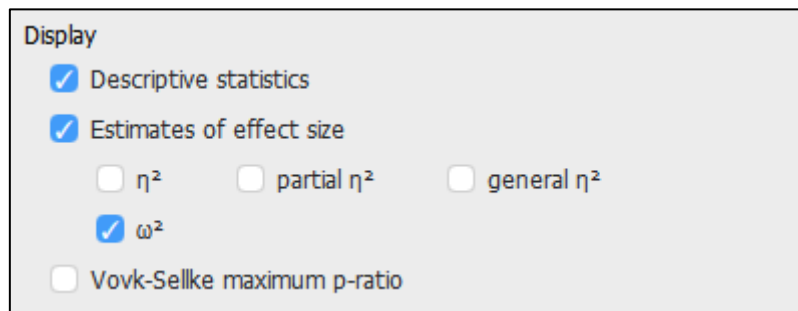 Display
Descriptive statistics
Estimates of effect size
η² partial η² general η²
ω²
Vovk-Sellke maximum p-ratio